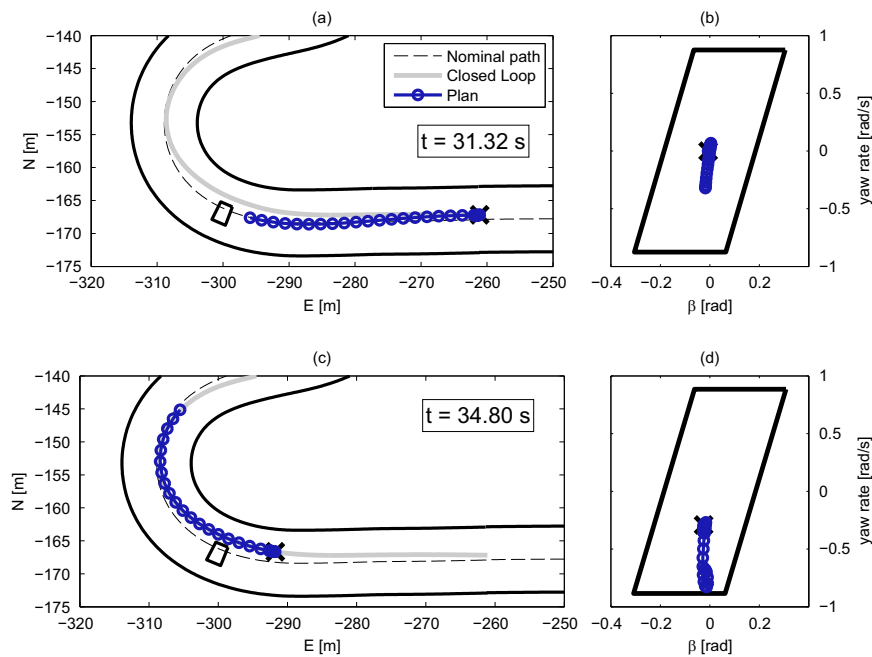 (a)
−140
−145
−150
−155
−160
−165
−170
−175
N [m]
−320
−310
−300
−290
−280
−270
−260
−250
E [m]
Nominal path
Closed Loop
Plan
t = 31.32 s
(b)
1
0.5
0
−0.5
−1
yaw rate [rad/s]
−0.4
−0.2
0
0.2
β [rad]
(c)
−140
−145
−150
−155
−160
−165
−170
−175
N [m]
−320
−310
−300
−290
−280
−270
−260
−250
E [m]
t = 34.80 s
(d)
1
0.5
0
−0.5
−1
yaw rate [rad/s]
−0.4
−0.2
0
0.2
β [rad]